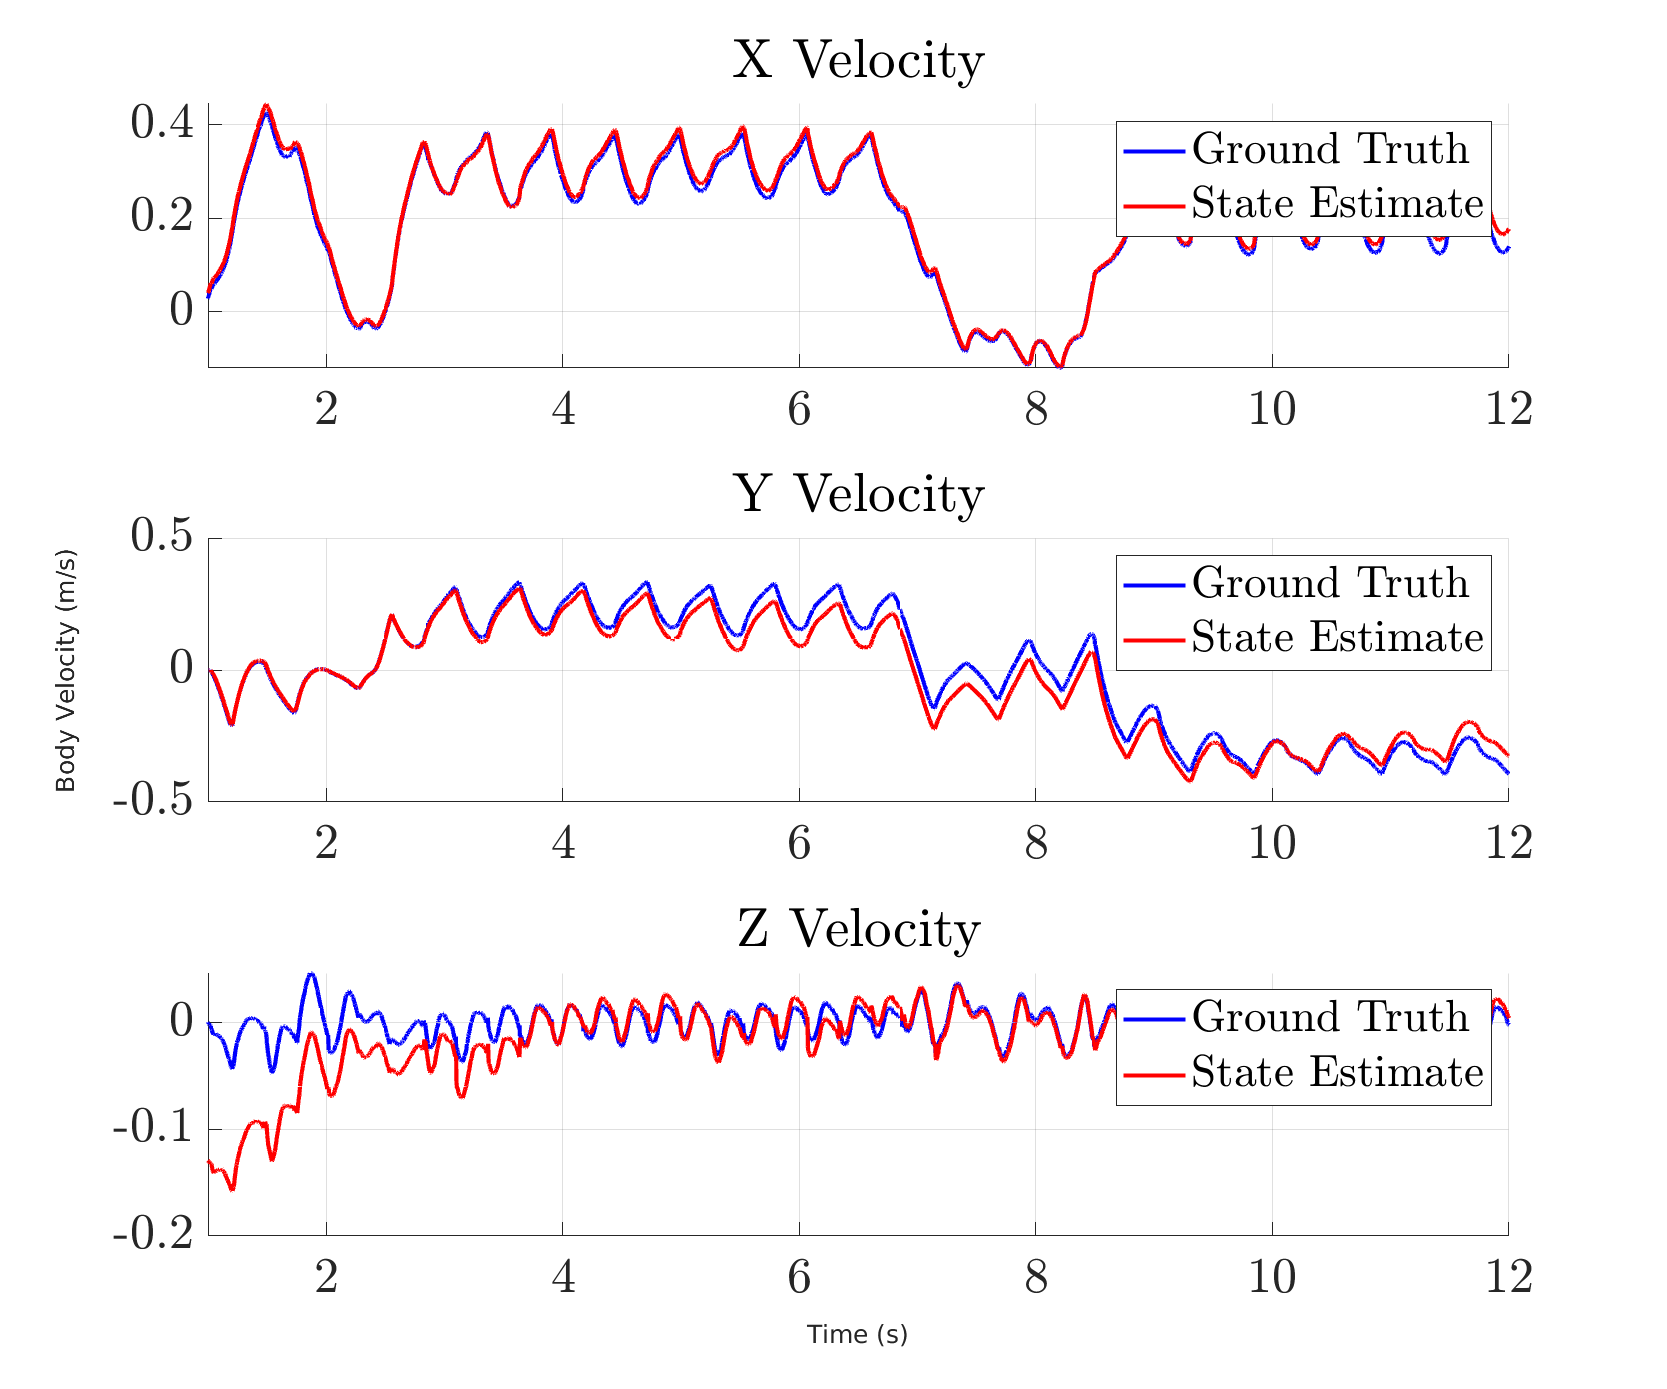 X Velocity
0.4
0.2
0
Ground Truth
State Estimate
2 4 6 8 10 12
Y Velocity
0.5
0
-0.5
Ground Truth
State Estimate
2 4 6 8 10 12
Body Velocity (m/s)
Z Velocity
0
-0.1
-0.2
Ground Truth
State Estimate
2 4 6 8 10 12
Time (s)